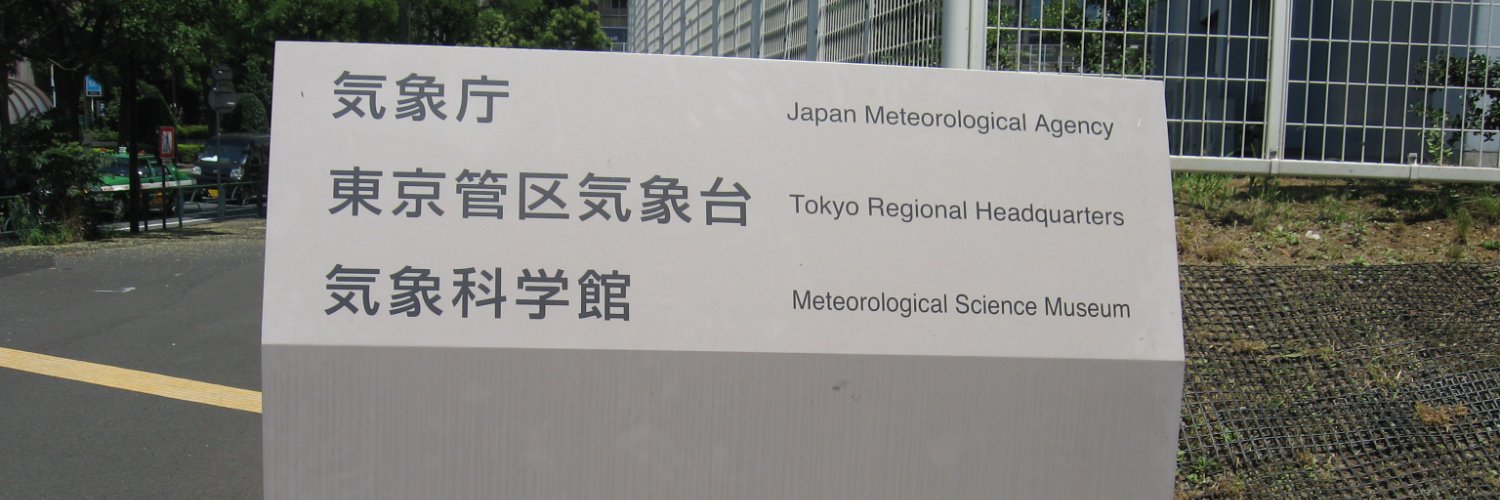 気象庁 Japan Meteorological Agency
東京管区気象台 Tokyo Regional Headquarters
気象科学館 Meteorological Science Museum